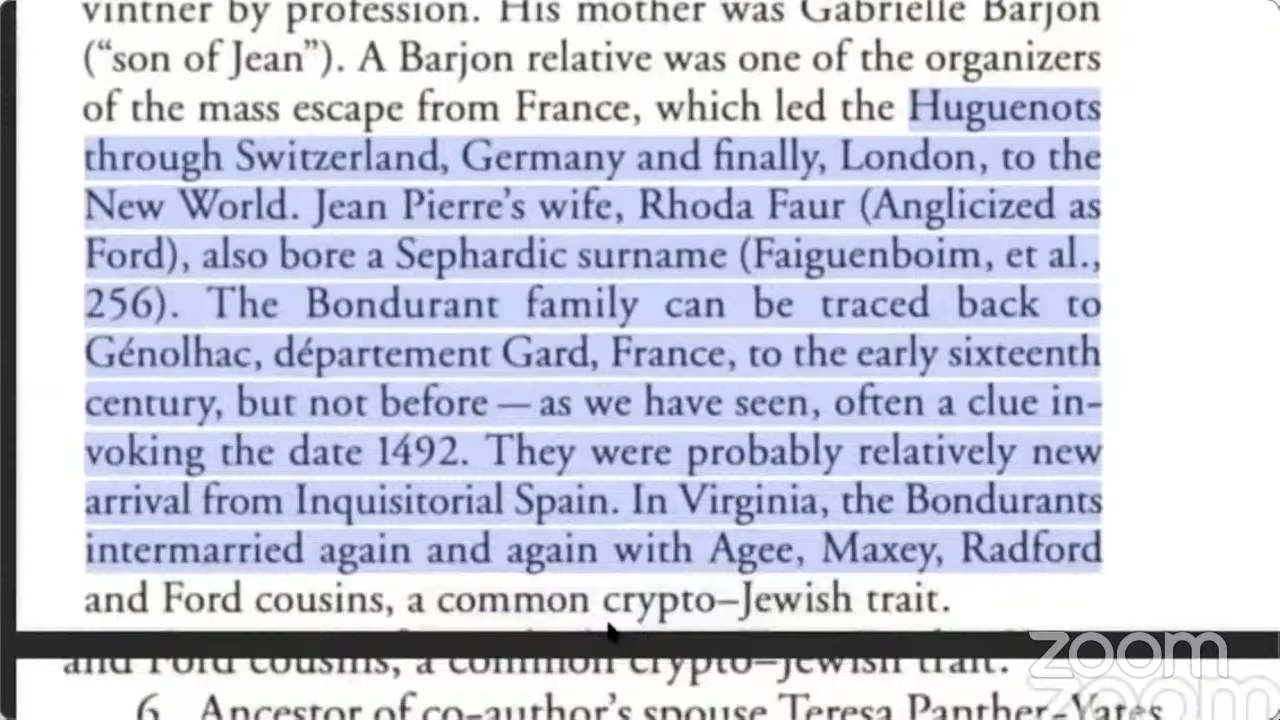 vintner by profession. His mother was Gabrielle Barjon
(“son of Jean”). A Barjon relative was one of the organizers
of the mass escape from France, which led the Huguenots
through Switzerland, Germany and finally, London, to the
New World. Jean Pierre’s wife, Rhoda Faur (Anglicized as
Ford), also bore a Sephardic surname (Faiguenboim, et al.,
256). The Bondurant family can be traced back to
Génolhac, département Gard, France, to the early sixteenth
century, but not before — as we have seen, often a clue in-
voking the date 1492. They were probably relatively new
arrival from Inquisitorial Spain. In Virginia, the Bondurants
intermarried again and again with Agee, Maxey, Radford
and Ford cousins, a common crypto–Jewish trait.
and Ford cousins, a common crypto–Jewish trait.
6. Ancestor of co-author’s spouse Teresa Panther-Yates
zoom
zoom